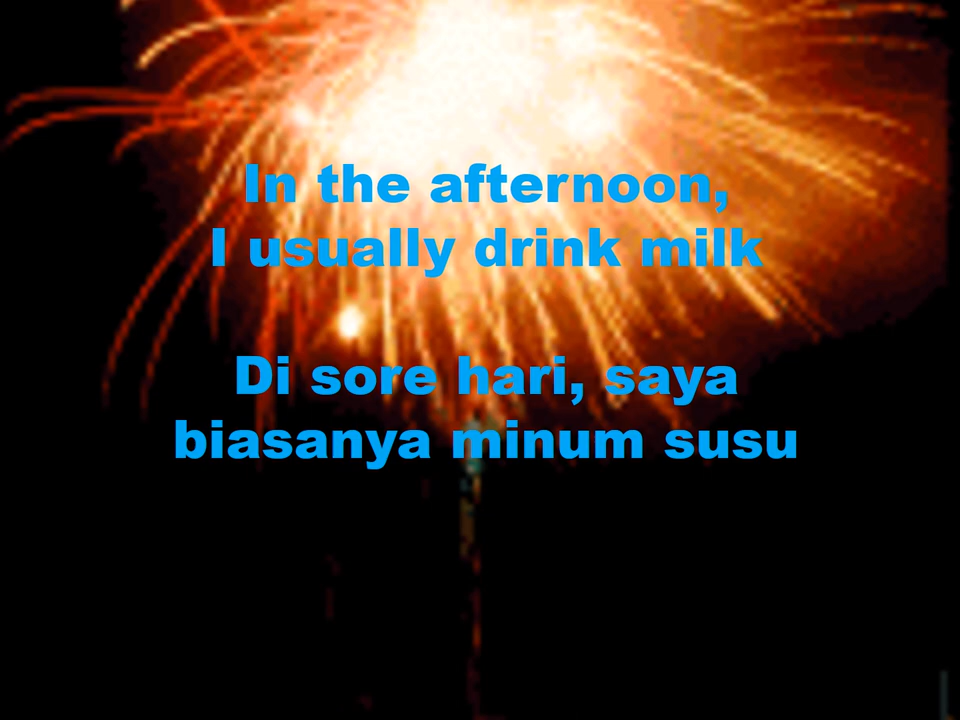 In the afternoon,
I usually drink milk
Di sore hari, saya
biasanya minum susu